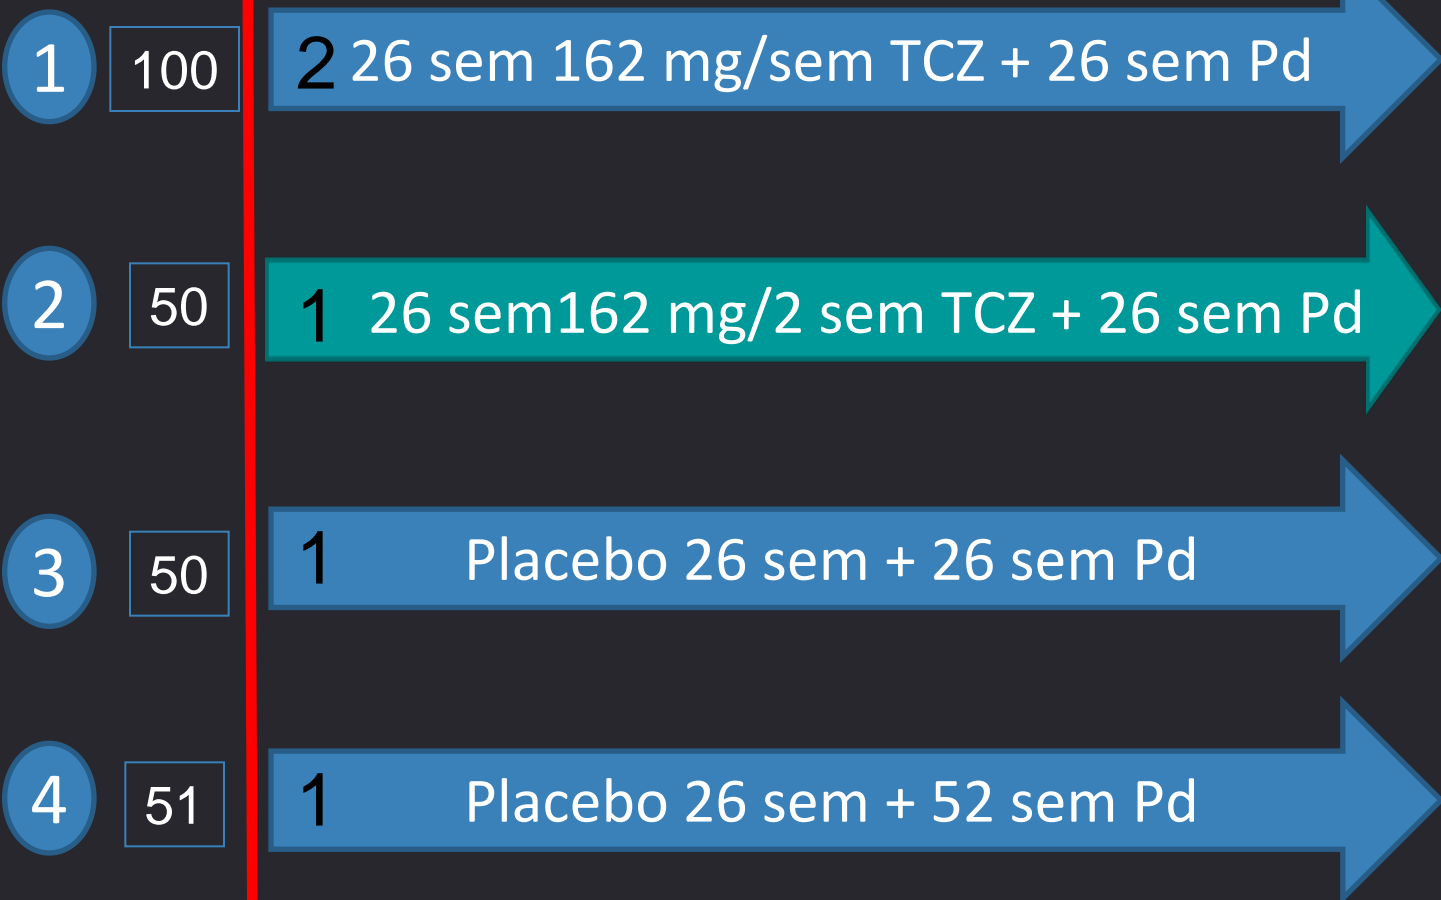 1 100 2 26 sem 162 mg/sem TCZ + 26 sem Pd
2 50 1 26 sem162 mg/2 sem TCZ + 26 sem Pd
3 50 1 Placebo 26 sem + 26 sem Pd
4 51 1 Placebo 26 sem + 52 sem Pd